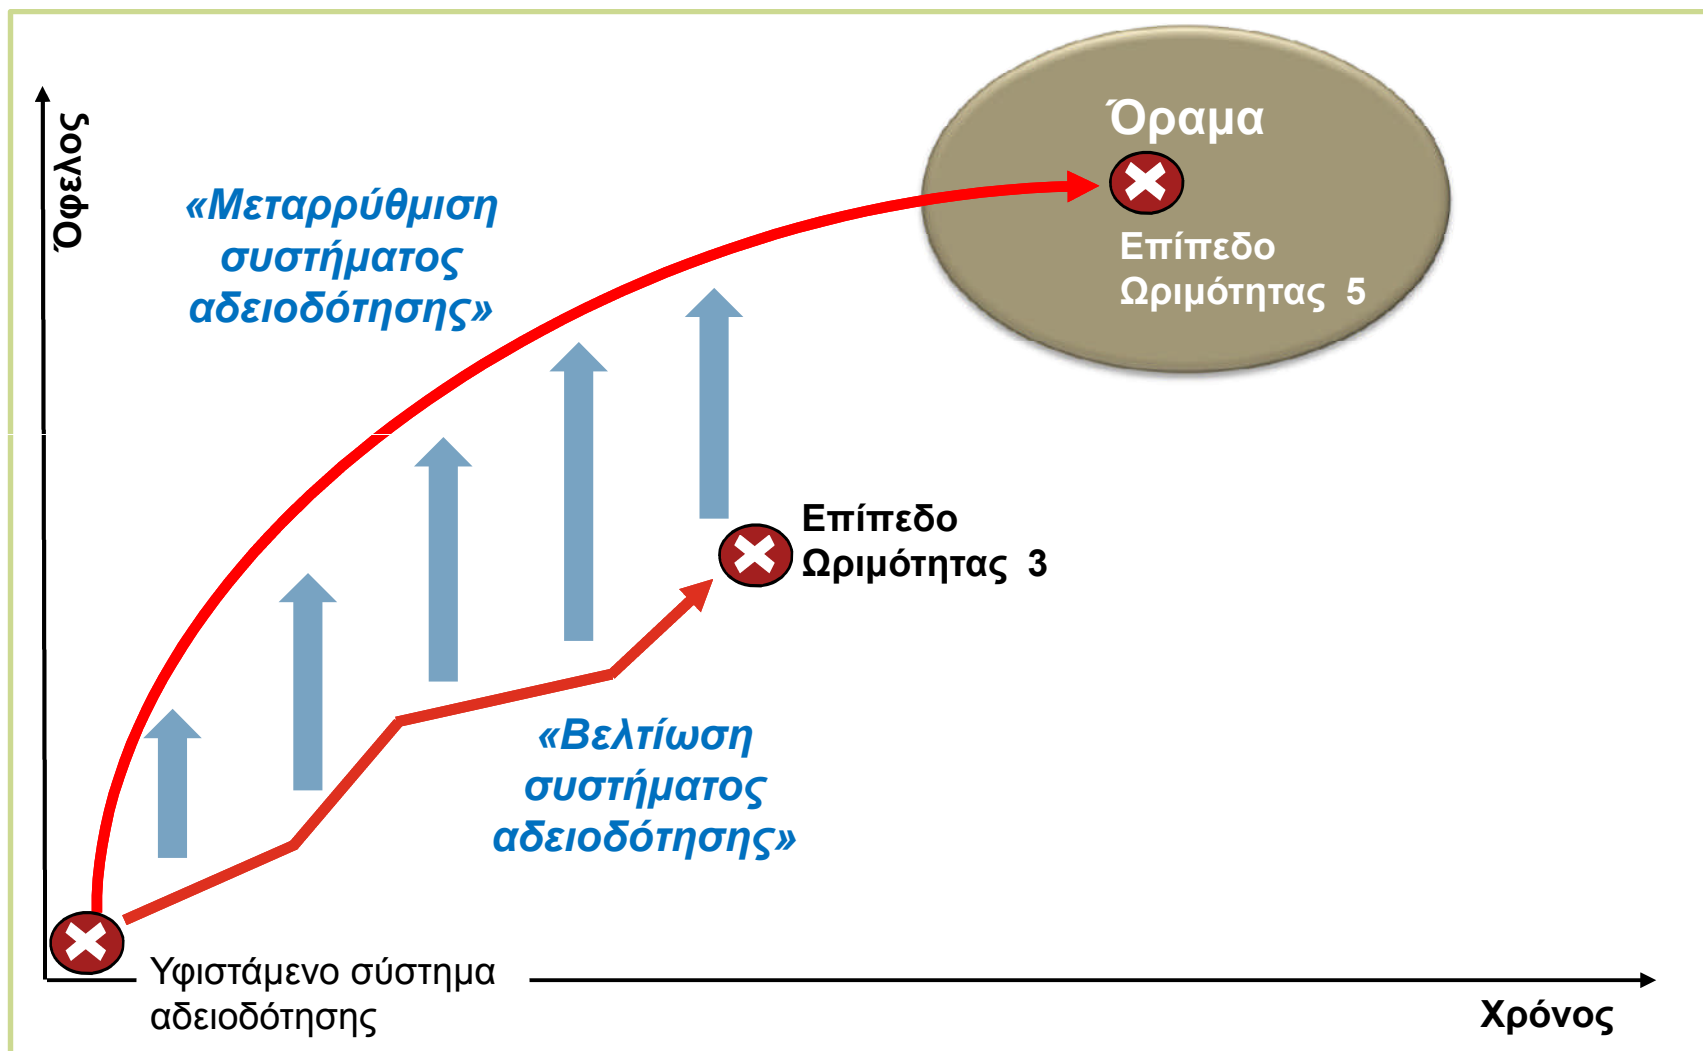 Όφελος
«Μεταρρύθμιση
συστήματος
αδειοδότησης»
Όραμα
Επίπεδο
Ωριμότητας 5
Επίπεδο
Ωριμότητας 3
«Βελτίωση
συστήματος
αδειοδότησης»
Υφιστάμενο σύστημα
αδειοδότησης
Χρόνος